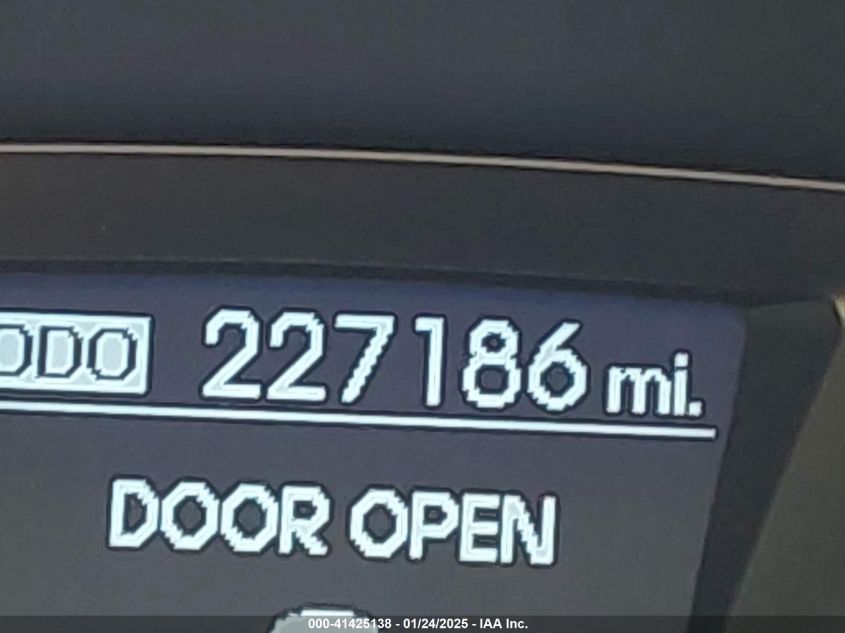 ODO 227186 mi.
DOOR OPEN
000-41425138 - 01/24/2025 - IAA Inc.